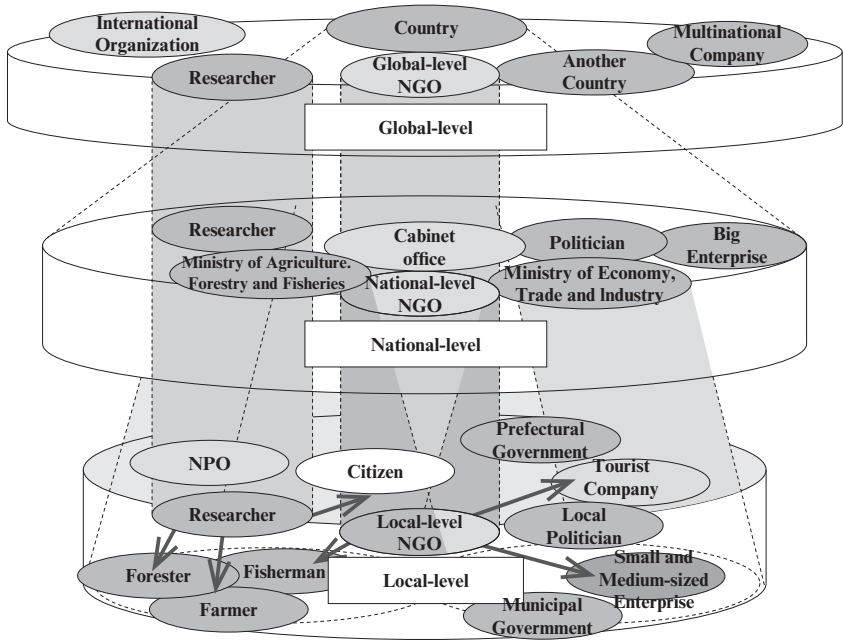 International
Organization
Country
Multinational
Company
Researcher
Global-level
NGO
Another
Country
Global-level
Researcher
Cabinet
office
Politician
Big
Enterprise
Ministry of Agriculture.
Forestry and Fisheries
National-level
NGO
Ministry of Economy,
Trade and lndustry
National-level
Prefectural
Government
NPO
Citizen
Tourist
Company
Researcher
Local-level
NGO
Local
Politician
Forester
Fisherman
Local-level
Small and
Medium-sized
Enterprise
Farmer
Municipal
Governmment